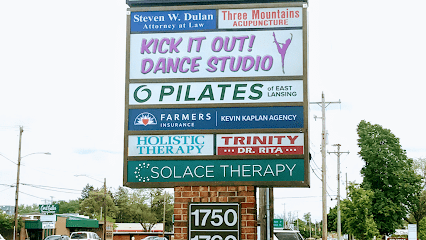 Steven W. Dulan
Attorney at Law
Three Mountains
ACUPUNCTURE
KICK IT OUT!
DANCE STUDIO
PILATES OF EAST
LANSING
FARMERS
INSURANCE
KEVIN KAPLAN AGENCY
HOLISTIC
THERAPY
TRINITY
DR. RITA
SOLACE THERAPY
1750